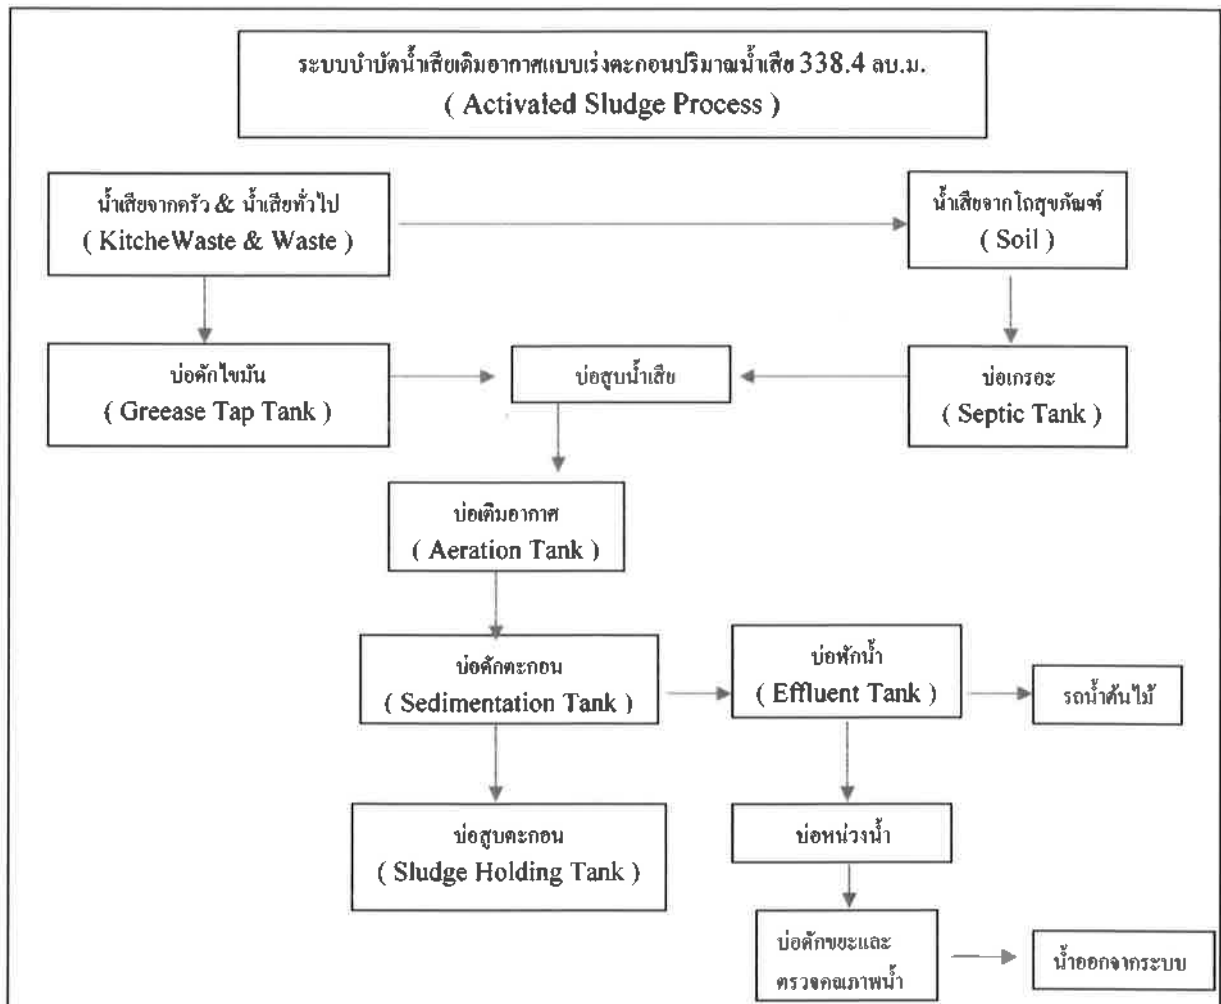 ระบบบำบัดน้ำเสียเติมอากาศแบบเร่งตะกอนปริมาณน้ำเสีย 338.4 ลบ.ม.
( Activated Sludge Process )
น้ำเสียจากครัว & น้ำเสียทั่วไป
( KitcheWaste & Waste )
น้ำเสียจากโถสุขภัณฑ์
( Soil )
บ่อดักไขมัน
( Greease Tap Tank )
บ่อสูบน้ำเสีย
บ่อเกรอะ
( Septic Tank )
บ่อเติมอากาศ
( Aeration Tank )
บ่อดักตะกอน
( Sedimentation Tank )
บ่อพักน้ำ
( Effluent Tank )
รถน้ำต้นไม้
บ่อสูบตะกอน
( Sludge Holding Tank )
บ่อหน่วงน้ำ
บ่อดักขยะและ
ตรวจคุณภาพน้ำ
น้ำออกจากระบบ